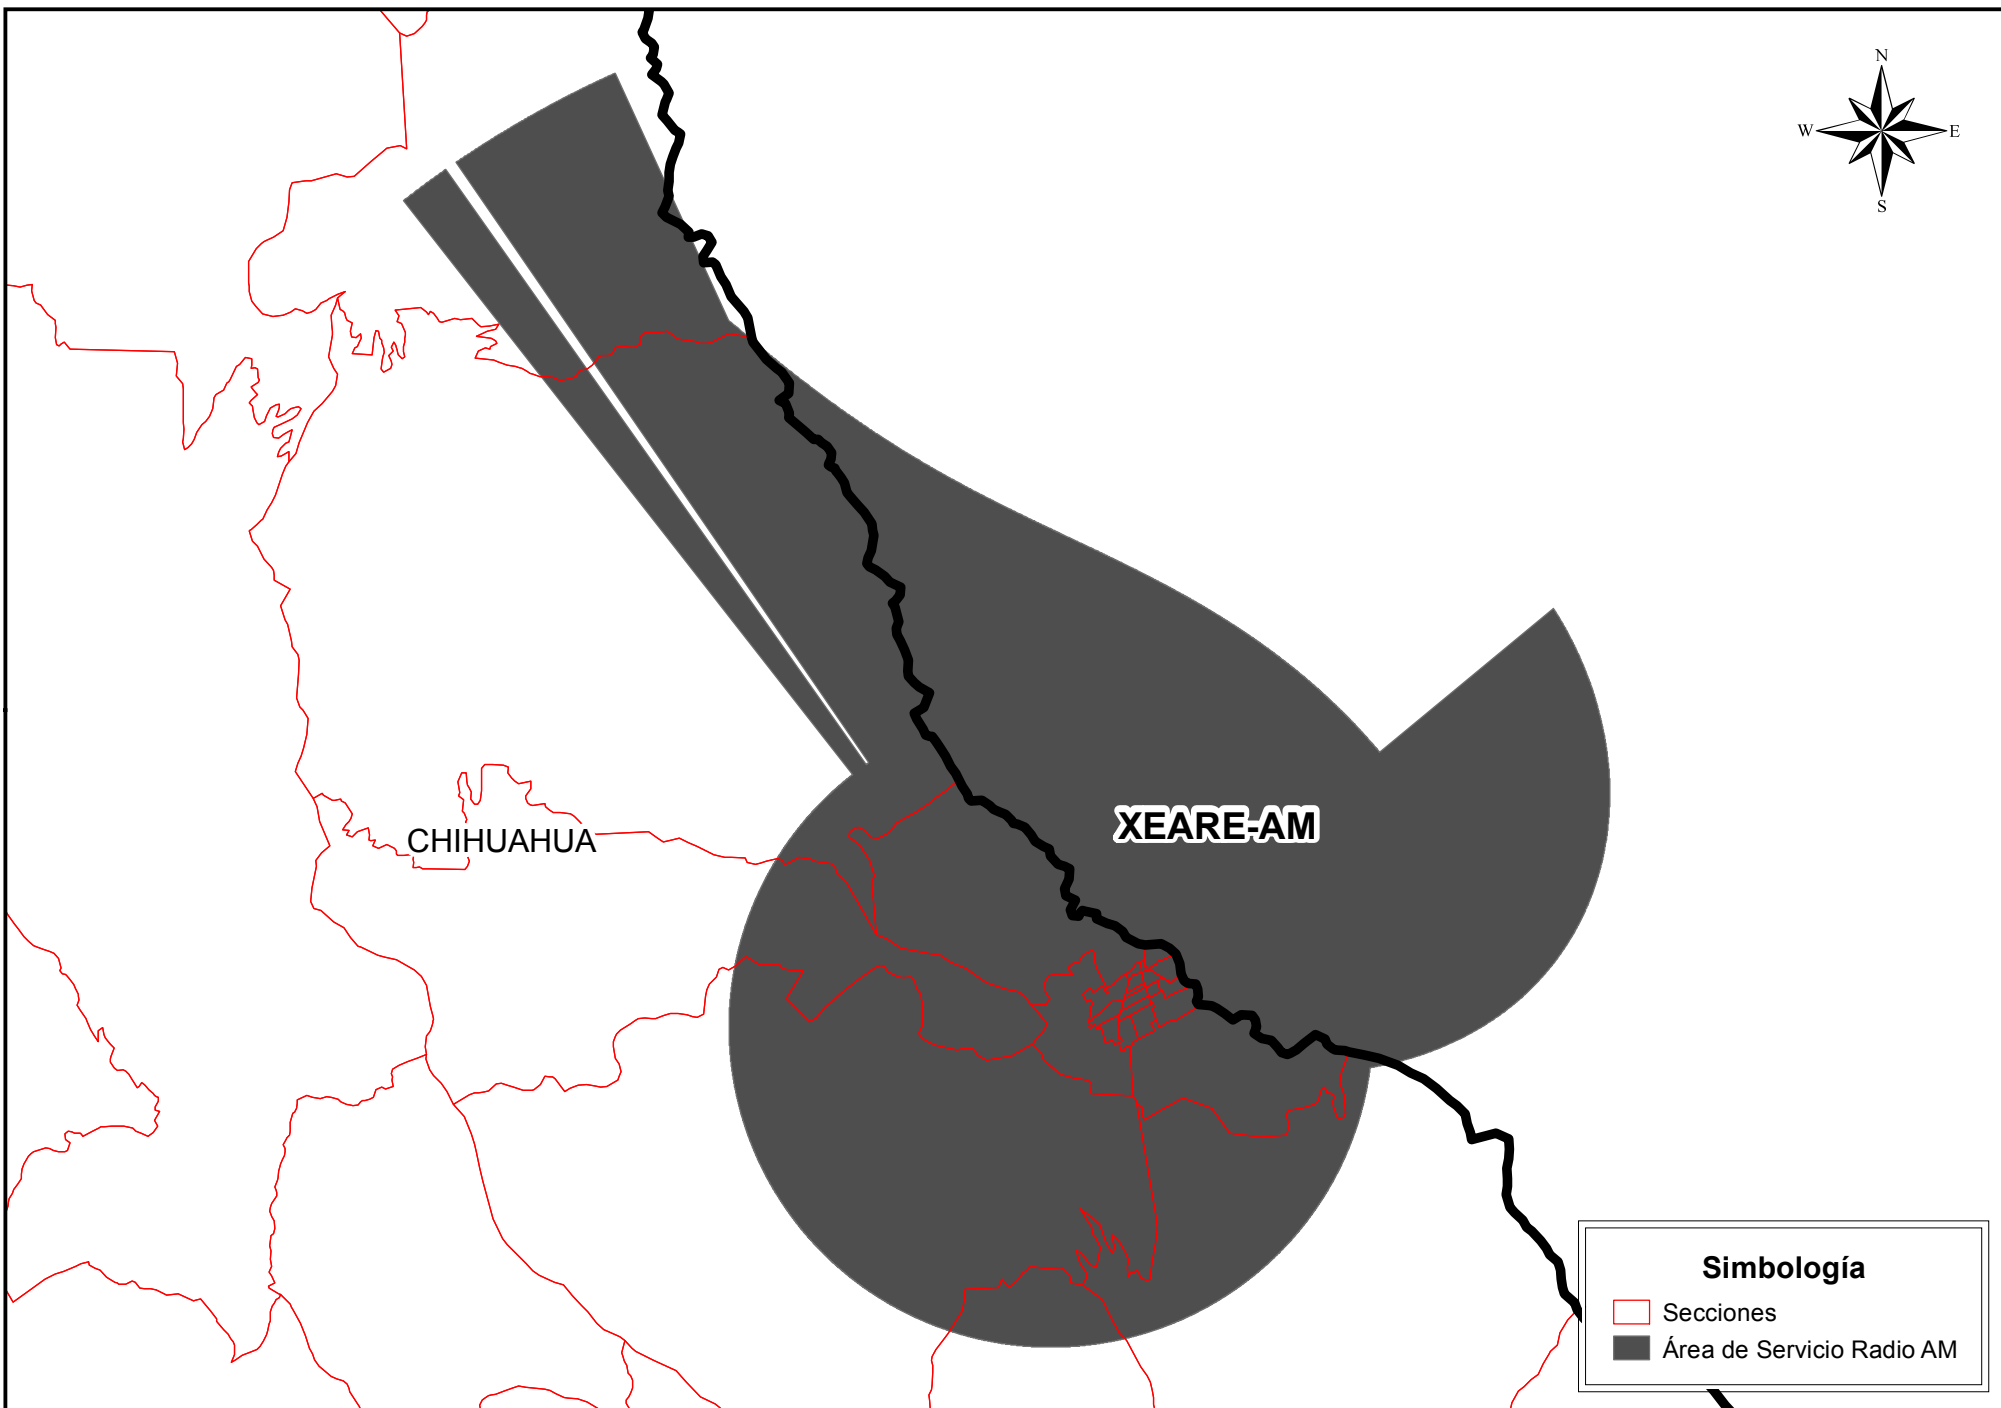 N
W E
S
XEARE-AM
CHIHUAHUA
Simbología
Secciones
Área de Servicio Radio AM